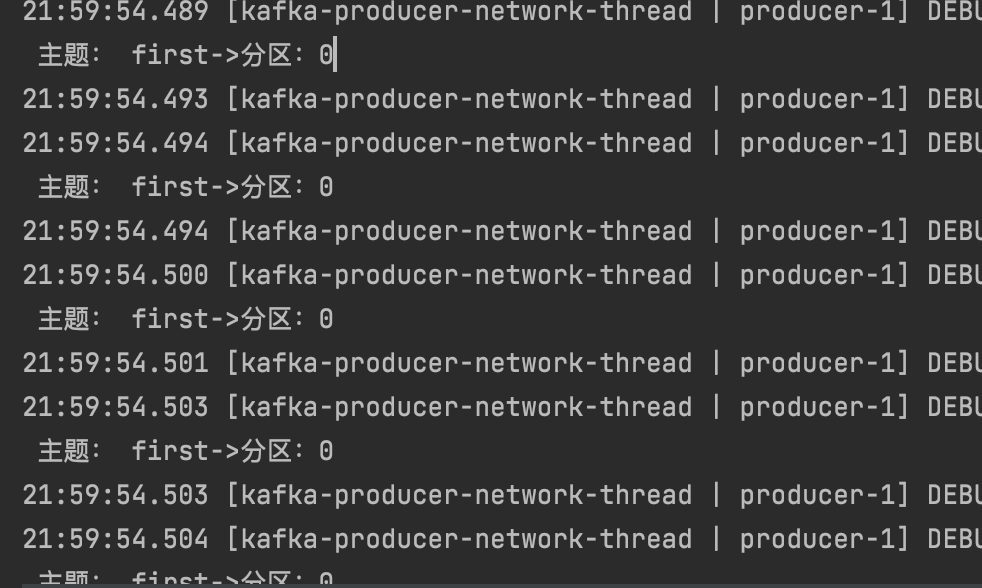 21:59:54.489 [kafka-producer-network-thread | producer-1] DEBU
主题： first->分区：0
21:59:54.493 [kafka-producer-network-thread | producer-1] DEBU
21:59:54.494 [kafka-producer-network-thread | producer-1] DEBU
主题： first->分区：0
21:59:54.494 [kafka-producer-network-thread | producer-1] DEBU
21:59:54.500 [kafka-producer-network-thread | producer-1] DEBU
主题： first->分区：0
21:59:54.501 [kafka-producer-network-thread | producer-1] DEBU
21:59:54.503 [kafka-producer-network-thread | producer-1] DEBU
主题： first->分区：0
21:59:54.503 [kafka-producer-network-thread | producer-1] DEBU
21:59:54.504 [kafka-producer-network-thread | producer-1] DEBU
主题： first->分区：0